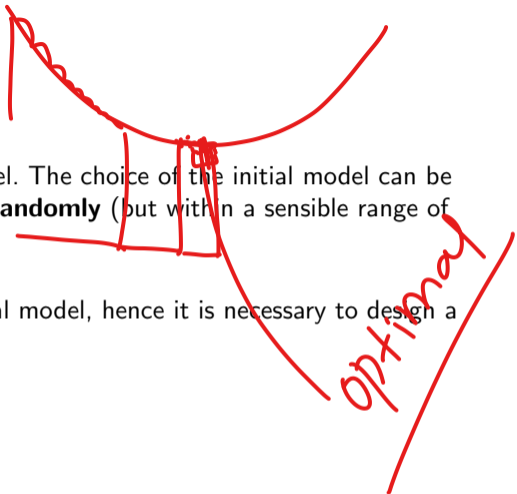 el. The choice of the initial model can be
andomly (but within a sensible range of
al model, hence it is necessary to design a
optimal